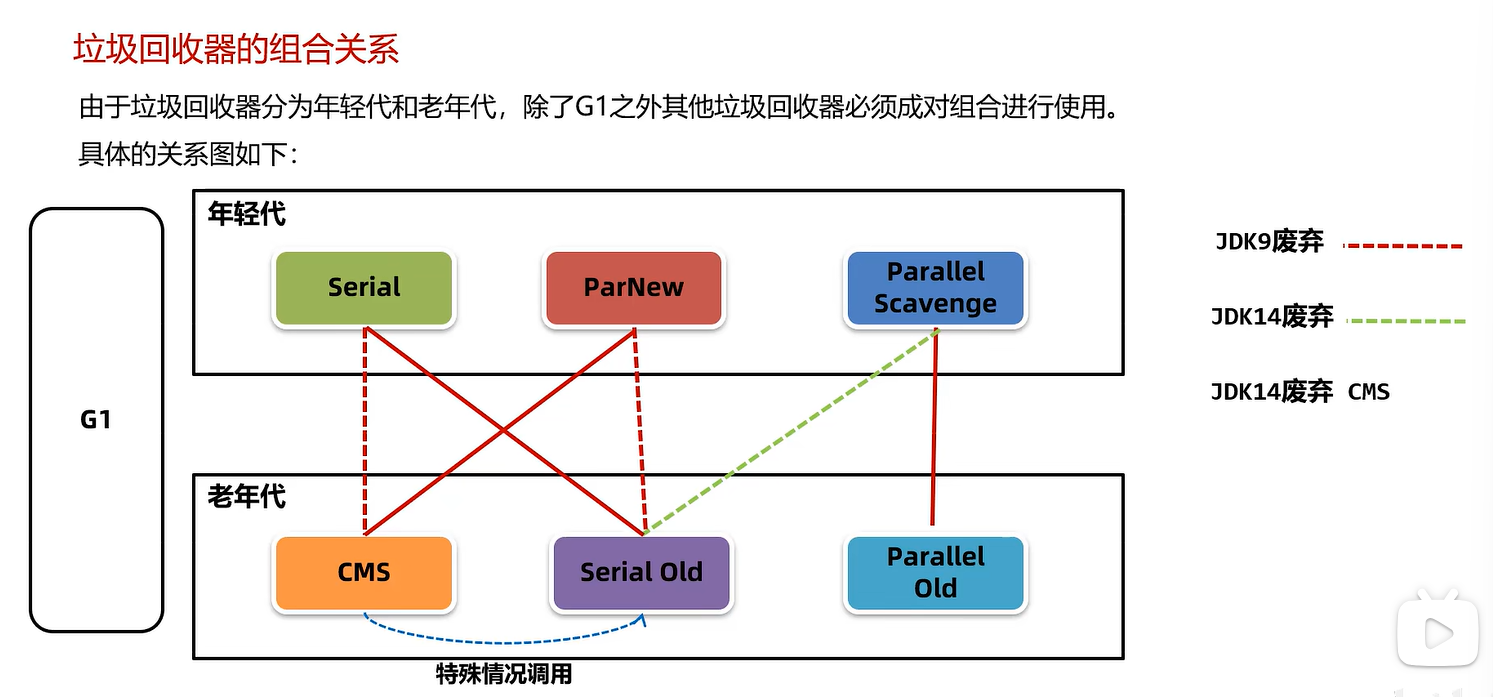 垃圾回收器的组合关系
由于垃圾回收器分为年轻代和老年代，除了G1之外其他垃圾回收器必须成对组合进行使用。
具体的关系图如下：
G1
年轻代
Serial
ParNew
Parallel
Scavenge
老年代
CMS
Serial Old
Parallel
Old
特殊情况调用
JDK9废弃
JDK14废弃
JDK14废弃 CMS